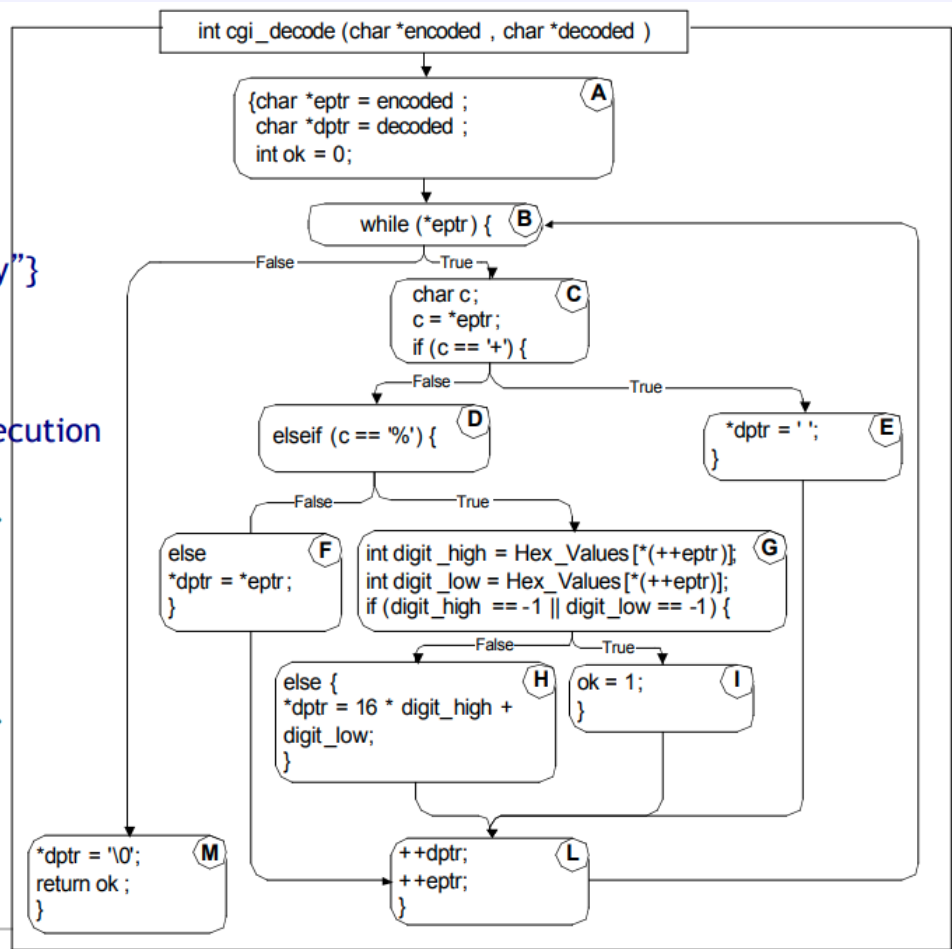 int cgi_decode (char *encoded , char *decoded )
A
{char *eptr = encoded ;
char *dptr = decoded ;
int ok = 0;
while (*eptr) {
B
y"}
False
True
C
char c;
c = *eptr;
if (c == '+') {
False
True
ecution
D
elseif (c == '%') {
E
*dptr = ' ';
}
False
True
F
else
*dptr = *eptr;
}
G
int digit _high = Hex_Values[*(++eptr)];
int digit _low = Hex_Values[*(++eptr)];
if (digit_high == -1 || digit_low == -1) {
False
True
H
else {
*dptr = 16 * digit_high +
digit_low;
}
I
ok = 1;
}
M
*dptr = '\0';
return ok ;
}
L
++dptr;
++eptr;
}